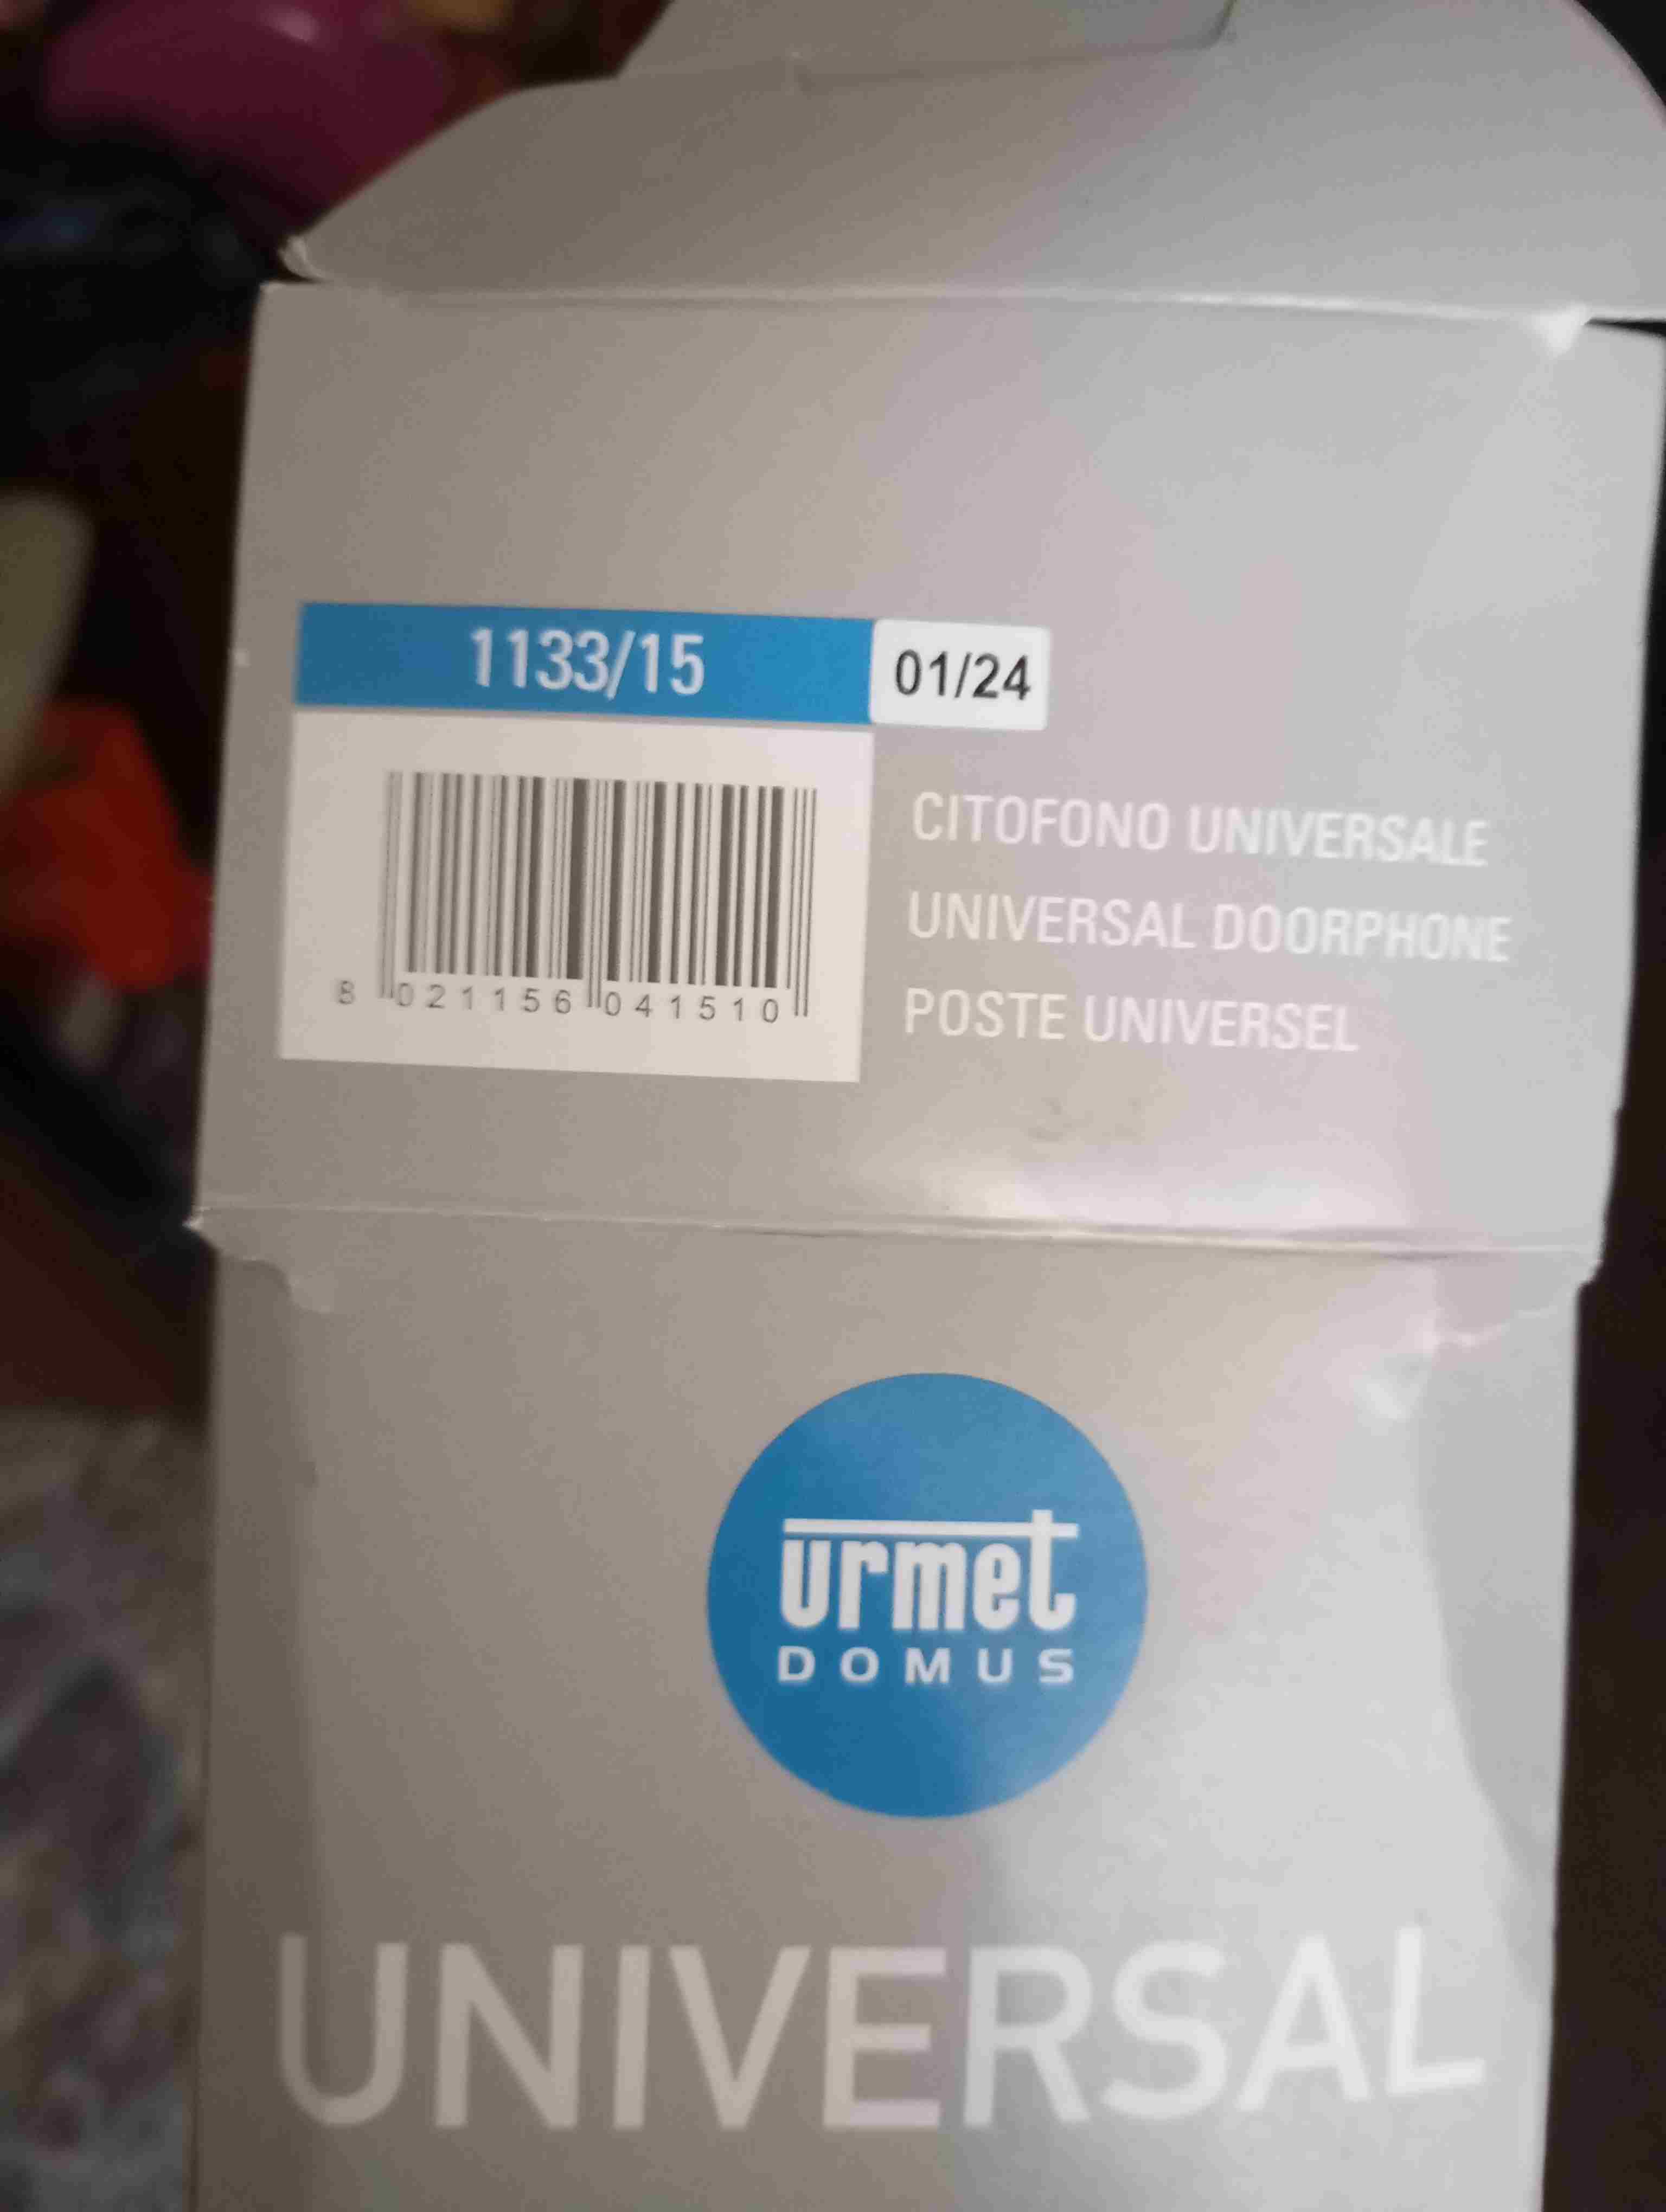 1133/15
01/24
8 021156 041510
CITOFONO UNIVERSALE
UNIVERSAL DOORPHONE
POSTE UNIVERSEL
urmet
DOMUS
UNIVERSAL